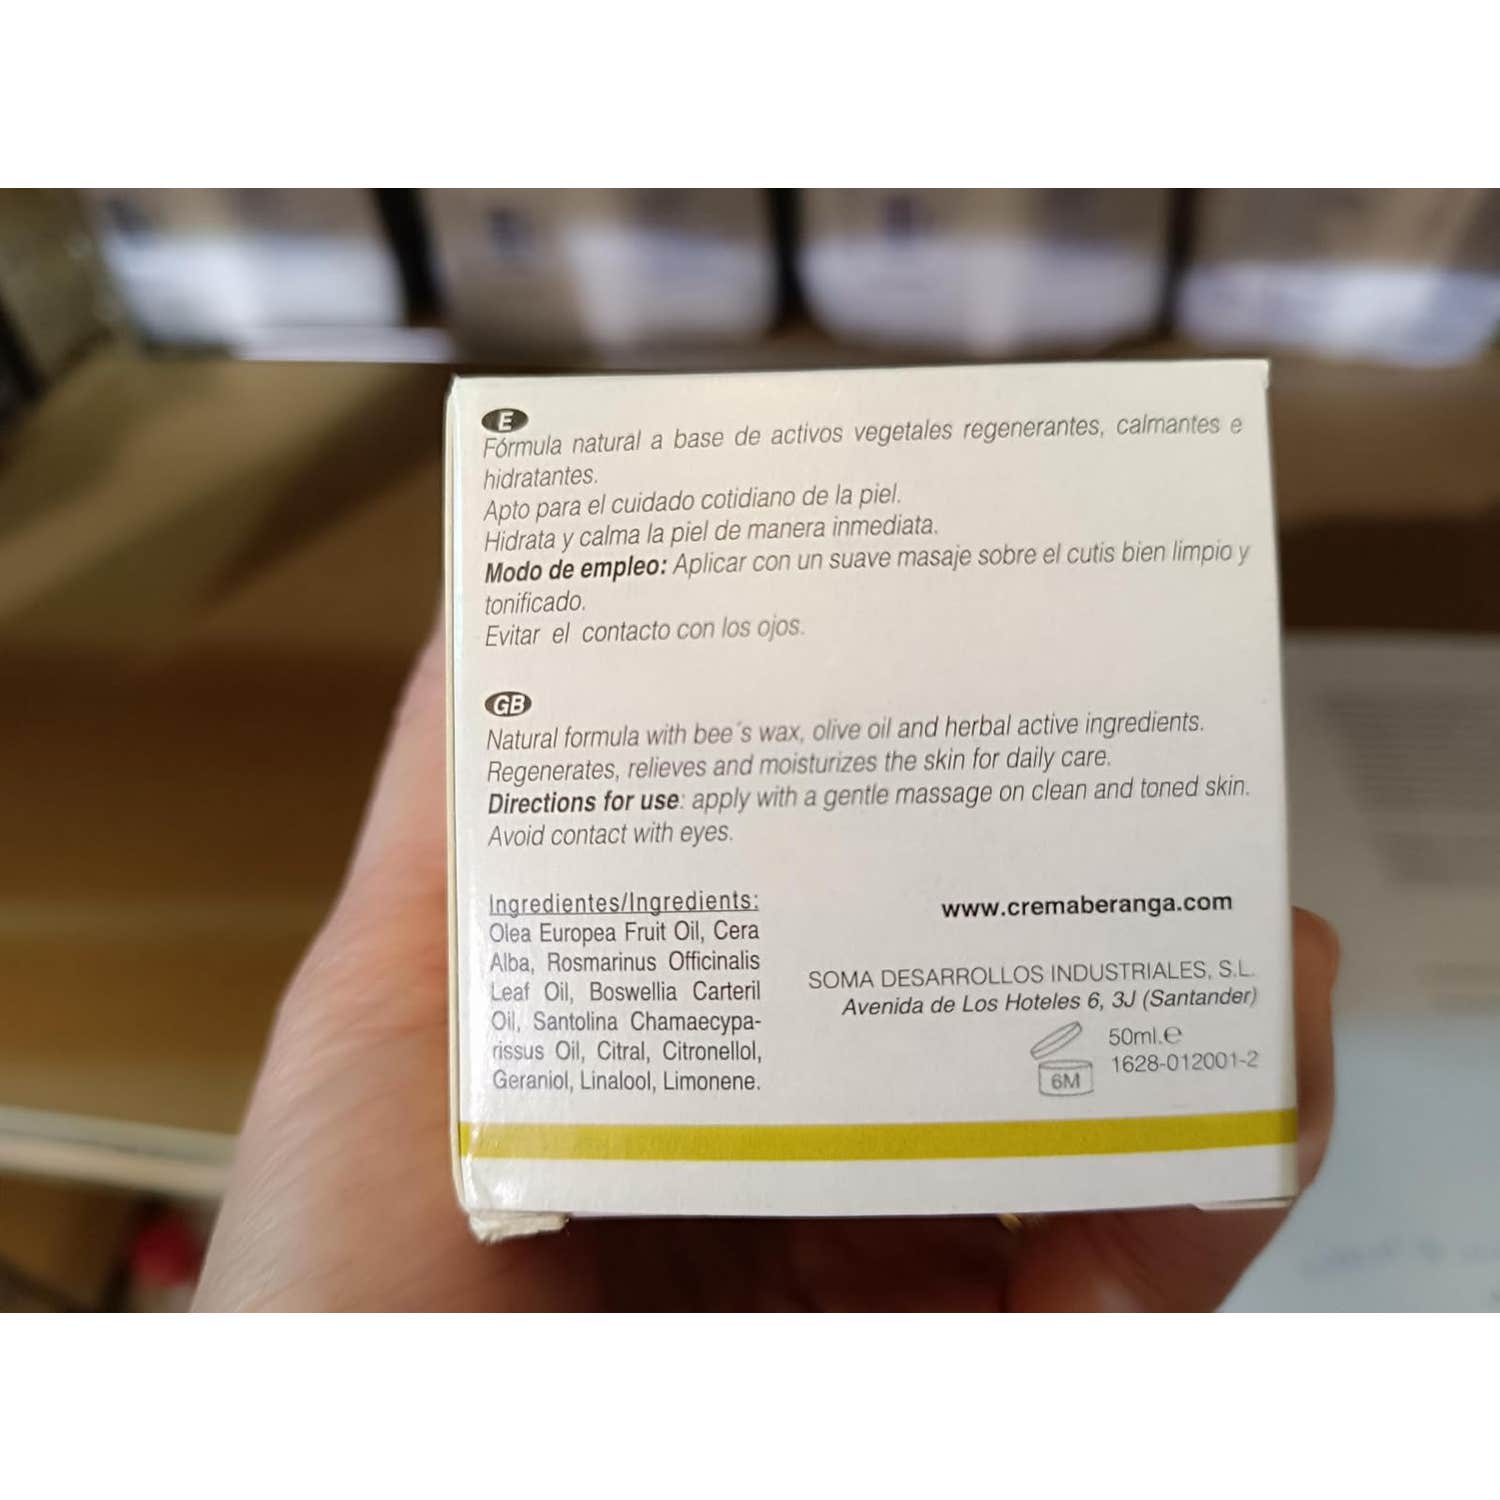 E
Fórmula natural a base de activos vegetales regenerantes, calmantes e
hidratantes.
Apto para el cuidado cotidiano de la piel.
Hidrata y calma la piel de manera inmediata.
Modo de empleo: Aplicar con un suave masaje sobre el cutis bien limpio y
tonificado.
Evitar el contacto con los ojos.
GB
Natural formula with bee´s wax, olive oil and herbal active ingredients.
Regenerates, relieves and moisturizes the skin for daily care.
Directions for use: apply with a gentle massage on clean and toned skin.
Avoid contact with eyes.
Ingredientes/Ingredients:
Olea Europea Fruit Oil, Cera
Alba, Rosmarinus Officinalis
Leaf Oil, Boswellia Carteril
Oil, Santolina Chamaecypa-
rissus Oil, Citral, Citronellol,
Geraniol, Linalool, Limonene.
www.cremaberanga.com
SOMA DESARROLLOS INDUSTRIALES, S.L.
Avenida de Los Hoteles 6, 3J (Santander)
50ml.e
1628-012001-2
6M